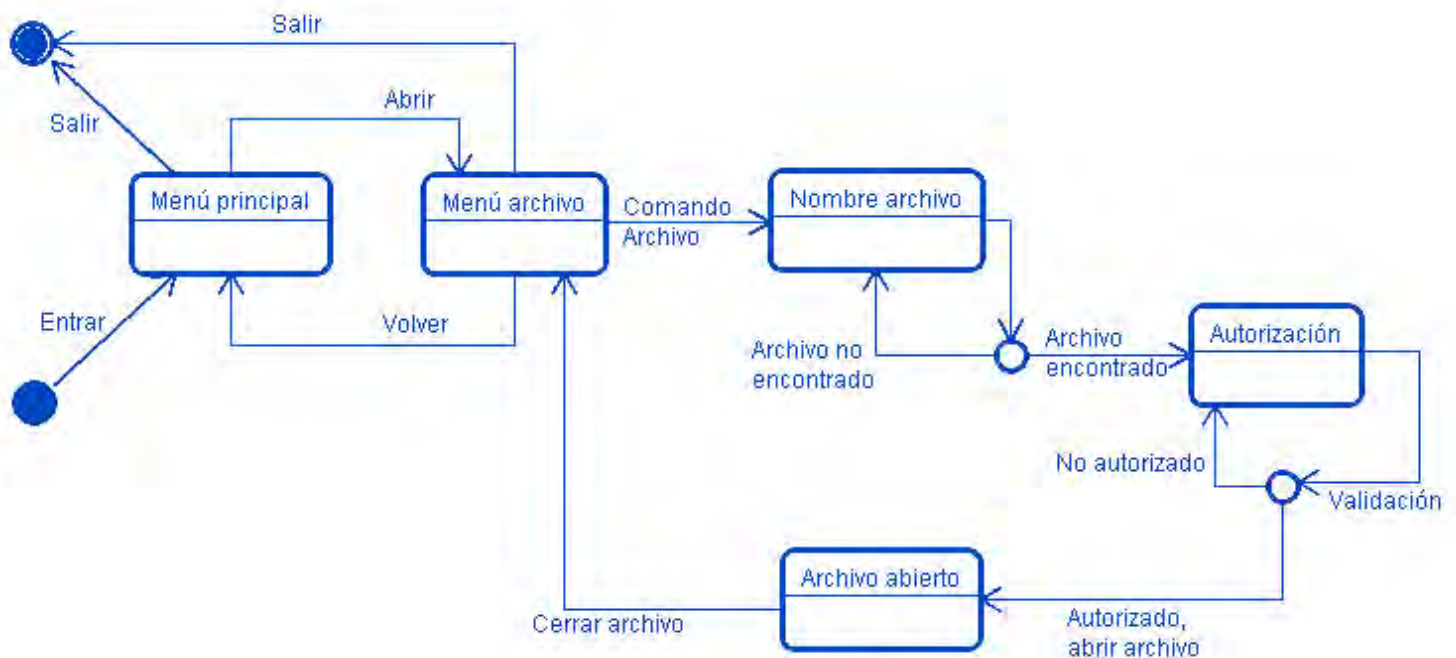 Salir
Abrir
Salir
Menú principal
Menú archivo
Comando
Archivo
Nombre archivo
Entrar
Volver
Archivo no
encontrado
Archivo
encontrado
Autorización
No autorizado
Validación
Archivo abierto
Cerrar archivo
Autorizado,
abrir archivo